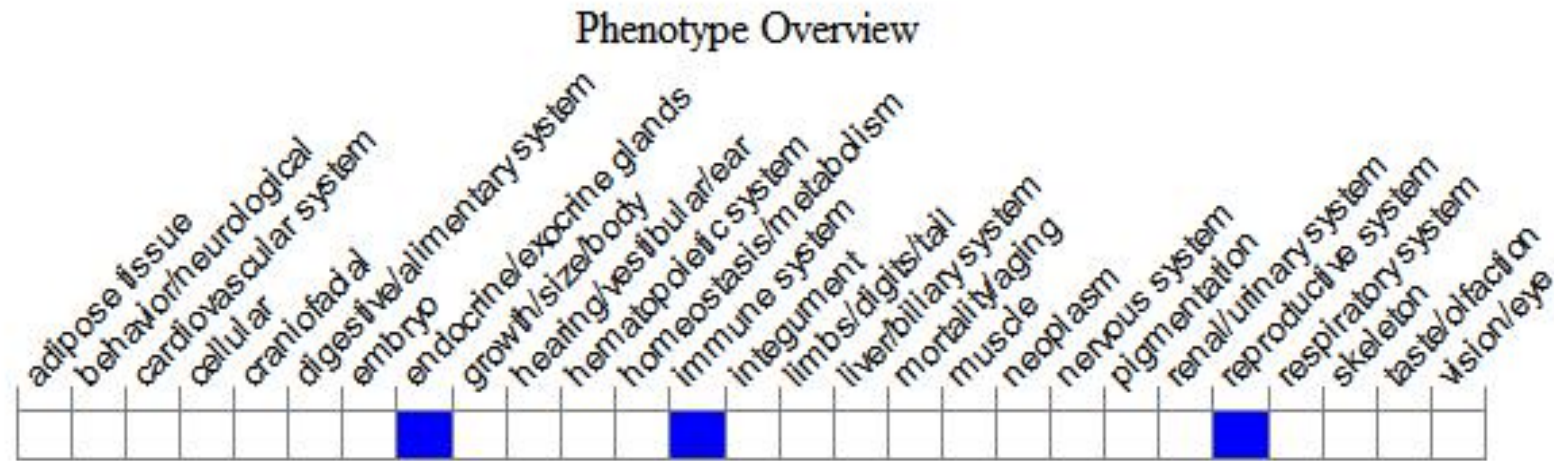 Phenotype Overview
adipose tissue
behavior/neurological
cardiovascular system
cellular
craniofacial
digestive/alimentary system
embryo
endocrine/exocrine glands
growth/size/body
hearing/vestibular/ear
hematopoietic system
homeostasis/metabolism
immune system
integument
limbs/digits/tail
liver/biliary system
mortality/aging
muscle
neoplasm
nervous system
pigmentation
renal/urinary system
reproductive system
respiratory system
skeleton
taste/olfaction
vision/eye